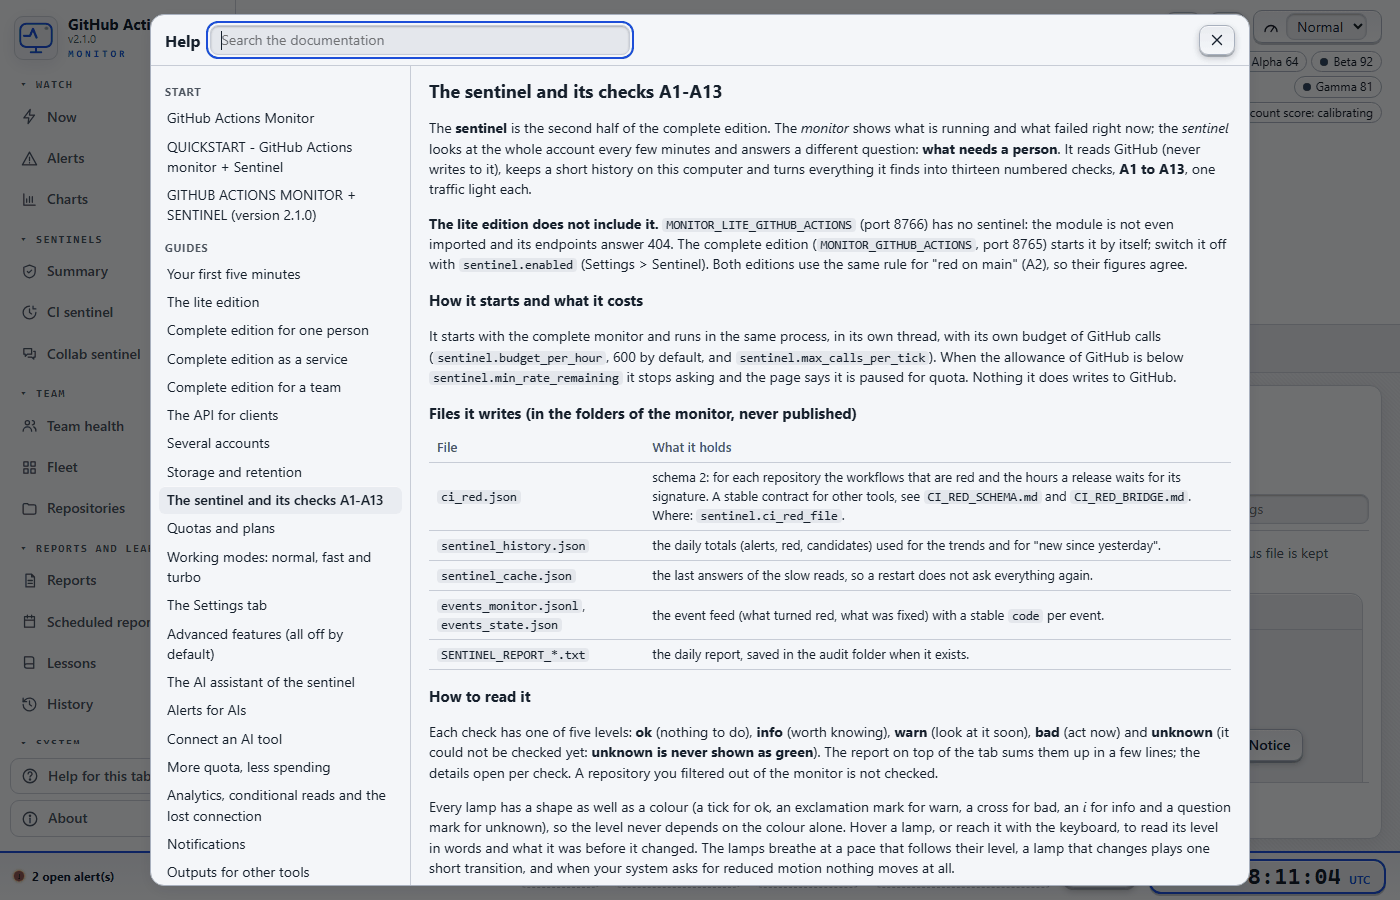 GitHub Acti
v2.1.0
MONITOR
WATCH
Now
Alerts
Charts
SENTINELS
Summary
CI sentinel
Collab sentinel
TEAM
Team health
Fleet
Repositories
REPORTS AND LEA
Reports
Scheduled repor
Lessons
History
SYSTEM
Help for this tab
About
2 open alert(s)
Help
Search the documentation
START
GitHub Actions Monitor
QUICKSTART - GitHub Actions
monitor + Sentinel
GITHUB ACTIONS MONITOR +
SENTINEL (version 2.1.0)
GUIDES
Your first five minutes
The lite edition
Complete edition for one person
Complete edition as a service
Complete edition for a team
The API for clients
Several accounts
Storage and retention
The sentinel and its checks A1-A13
Quotas and plans
Working modes: normal, fast and
turbo
The Settings tab
Advanced features (all off by
default)
The AI assistant of the sentinel
Alerts for AIs
Connect an AI tool
More quota, less spending
Analytics, conditional reads and the
lost connection
Notifications
Outputs for other tools
The sentinel and its checks A1-A13
The sentinel is the second half of the complete edition. The monitor shows what is running and what failed right now; the sentinel
looks at the whole account every few minutes and answers a different question: what needs a person. It reads GitHub (never
writes to it), keeps a short history on this computer and turns everything it finds into thirteen numbered checks, A1 to A13, one
traffic light each.
The lite edition does not include it. MONITOR_LITE_GITHUB_ACTIONS (port 8766) has no sentinel: the module is not even
imported and its endpoints answer 404. The complete edition ( MONITOR_GITHUB_ACTIONS, port 8765) starts it by itself; switch it off
with sentinel.enabled (Settings > Sentinel). Both editions use the same rule for "red on main" (A2), so their figures agree.
How it starts and what it costs
It starts with the complete monitor and runs in the same process, in its own thread, with its own budget of GitHub calls
( sentinel.budget_per_hour, 600 by default, and sentinel.max_calls_per_tick). When the allowance of GitHub is below
sentinel.min_rate_remaining it stops asking and the page says it is paused for quota. Nothing it does writes to GitHub.
Files it writes (in the folders of the monitor, never published)
File What it holds
ci_red.json schema 2: for each repository the workflows that are red and the hours a release waits for its
signature. A stable contract for other tools, see CI_RED_SCHEMA.md and CI_RED_BRIDGE.md.
Where: sentinel.ci_red_file.
sentinel_history.json the daily totals (alerts, red, candidates) used for the trends and for "new since yesterday".
sentinel_cache.json the last answers of the slow reads, so a restart does not ask everything again.
events_monitor.jsonl,
events_state.json the event feed (what turned red, what was fixed) with a stable code per event.
SENTINEL_REPORT_*.txt the daily report, saved in the audit folder when it exists.
How to read it
Each check has one of five levels: ok (nothing to do), info (worth knowing), warn (look at it soon), bad (act now) and unknown (it
could not be checked yet: unknown is never shown as green). The report on top of the tab sums them up in a few lines; the
details open per check. A repository you filtered out of the monitor is not checked.
Every lamp has a shape as well as a colour (a tick for ok, an exclamation mark for warn, a cross for bad, an i for info and a question
mark for unknown), so the level never depends on the colour alone. Hover a lamp, or reach it with the keyboard, to read its level
in words and what it was before it changed. The lamps breathe at a pace that follows their level, a lamp that changes plays one
short transition, and when your system asks for reduced motion nothing moves at all.
Normal
Alpha 64
Beta 92
Gamma 81
count score: calibrating
gs
us file is kept
Notice
8:11:04 UTC